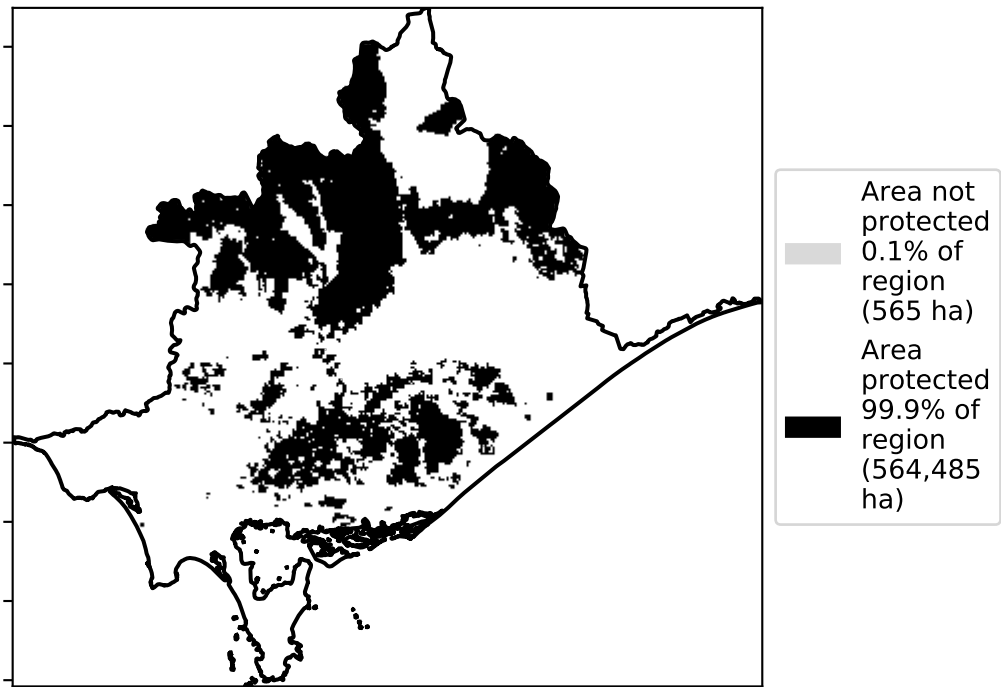 Area not
protected
0.1% of
region
(565 ha)
Area
protected
99.9% of
region
(564,485
ha)